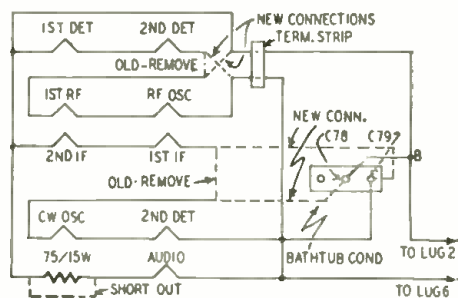 NEW CONNECTIONS
1ST DET 2ND DET
TERM. STRIP
OLD-REMOVE
1ST RF RF OSC
NEW CONN.
C78 C79
2ND IF 1ST IF
B
OLD-REMOVE
CW OSC 2ND DET
TO LUG 2
75/15W AUDIO
BATHTUB COND
SHORT OUT
TO LUG 6